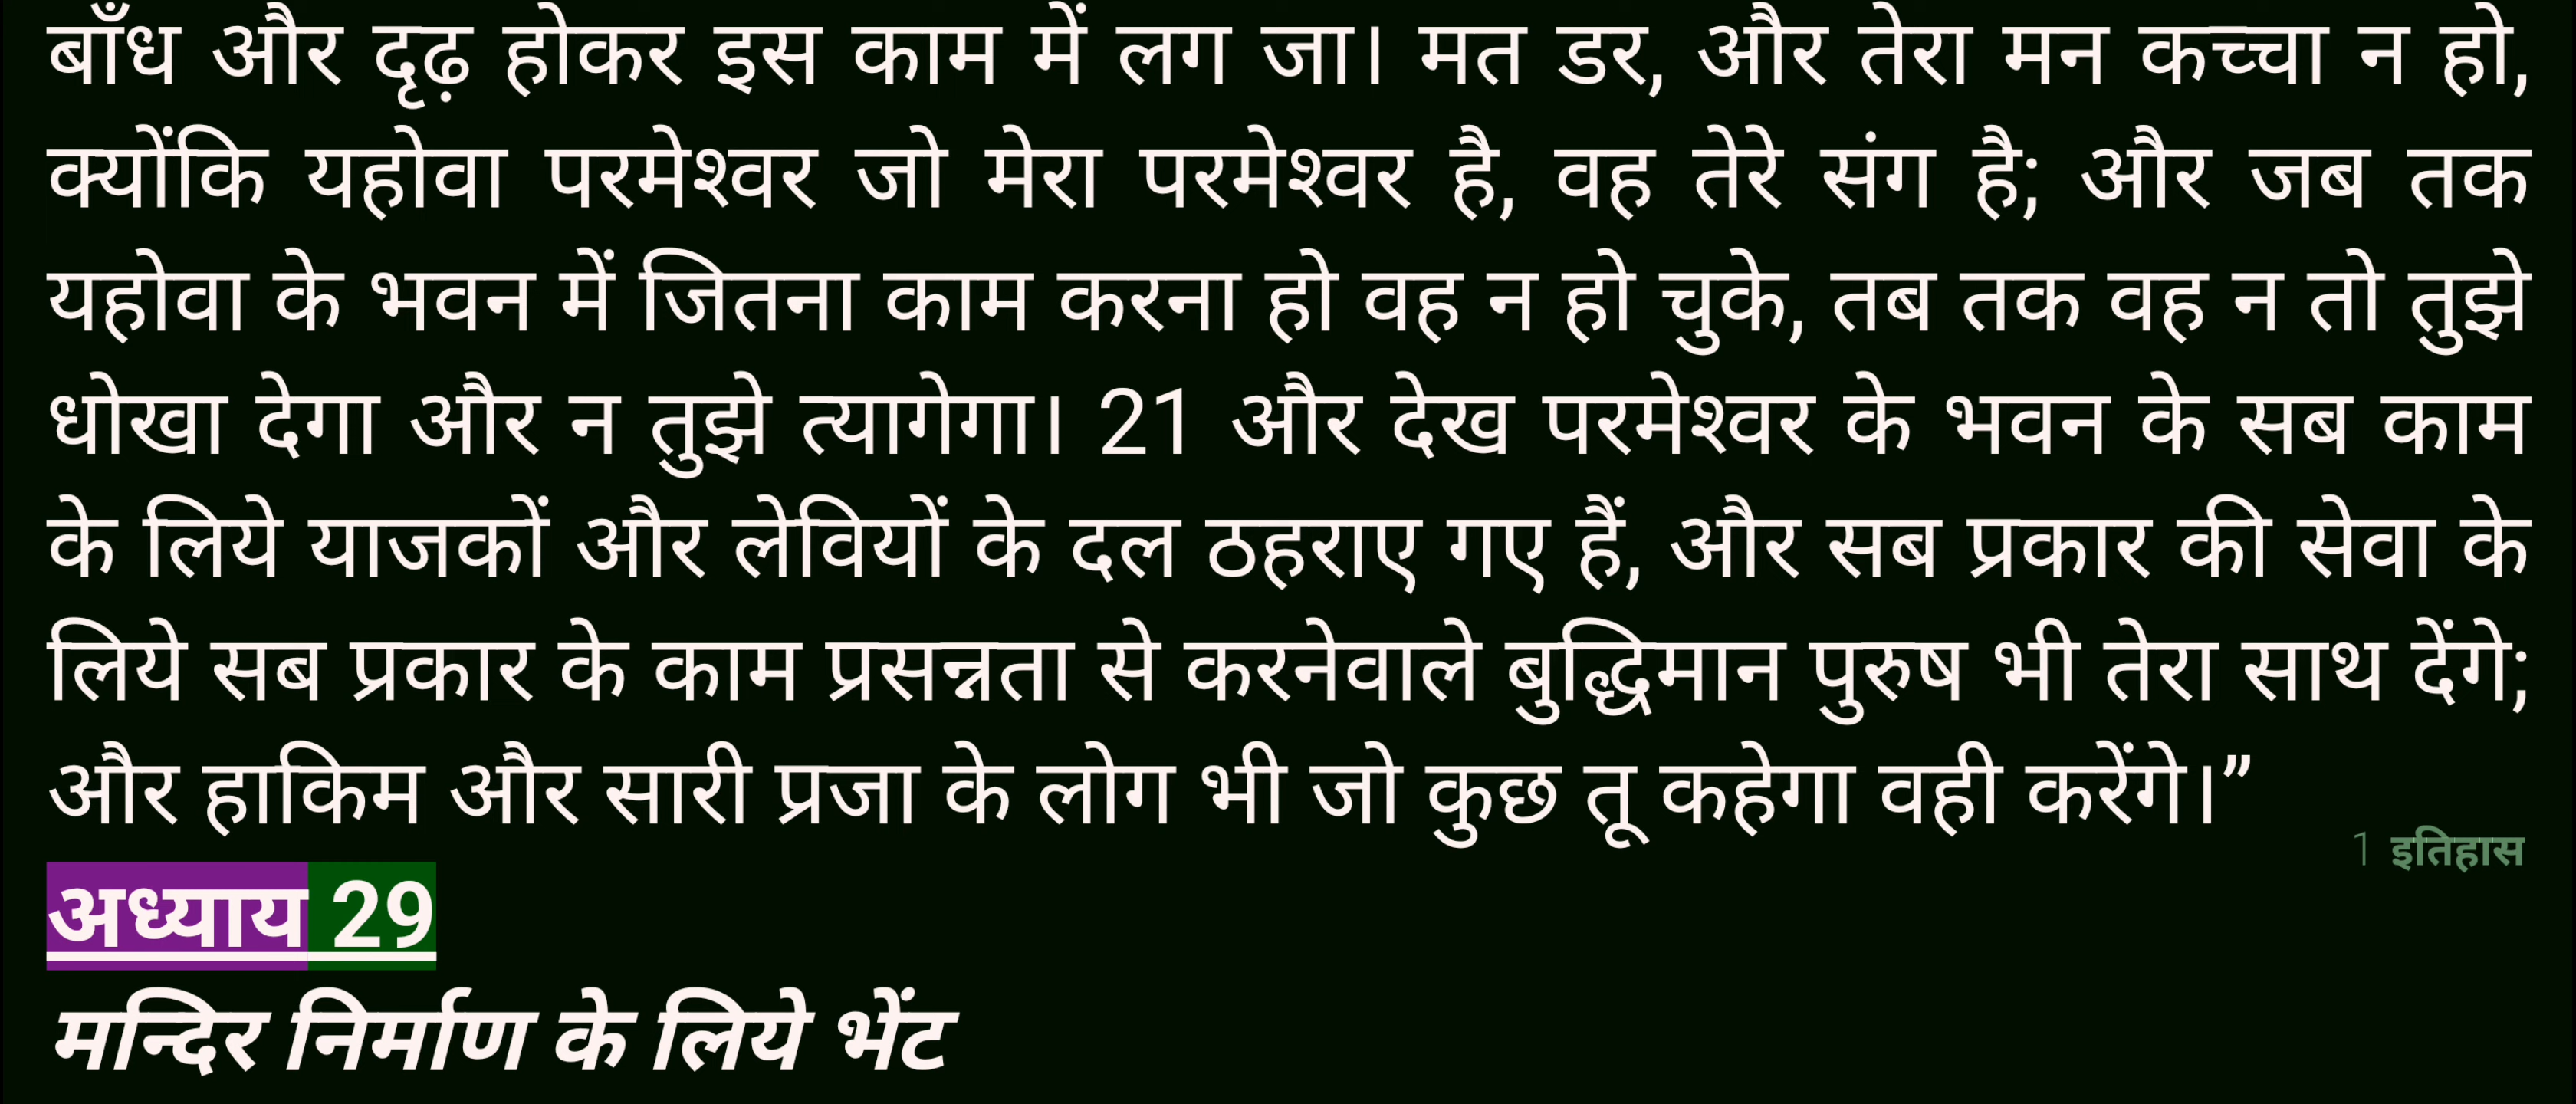 बाँध और दृढ़ होकर इस काम में लग जा। मत डर, और तेरा मन कच्चा न हो,
क्योंकि यहोवा परमेश्वर जो मेरा परमेश्वर है, वह तेरे संग है; और जब तक
यहोवा के भवन में जितना काम करना हो वह न हो चुके, तब तक वह न तो तुझे
धोखा देगा और न तुझे त्यागेगा। 21 और देख परमेश्वर के भवन के सब काम
के लिये याजकों और लेवियों के दल ठहराए गए हैं, और सब प्रकार की सेवा के
लिये सब प्रकार के काम प्रसन्नता से करनेवाले बुद्धिमान पुरुष भी तेरा साथ देंगे;
और हाकिम और सारी प्रजा के लोग भी जो कुछ तू कहेगा वही करेंगे।”
1 इतिहास
अध्याय 29
मन्दिर निर्माण के लिये भेंट